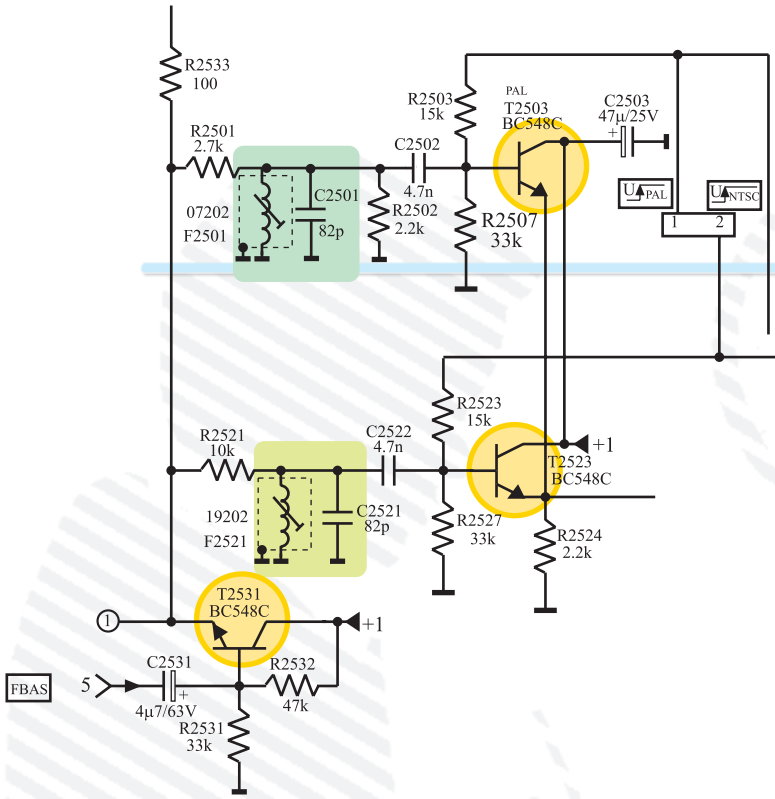 R2533
100
PAL
T2503
BC548C
C2503
47µ/25V
+
R2503
15k
R2501
2.7k
C2502
4.7n
C2501
82p
07202
F2501
R2502
2.2k
R2507
33k
U PAL
U NTSC
1 2
R2523
15k
C2522
4.7n
R2521
10k
+1
T2523
BC548C
19202
F2521
C2521
82p
R2527
33k
R2524
2.2k
T2531
BC548C
1
+1
C2531
R2532
FBAS
5
+
47k
4µ7/63V
R2531
33k